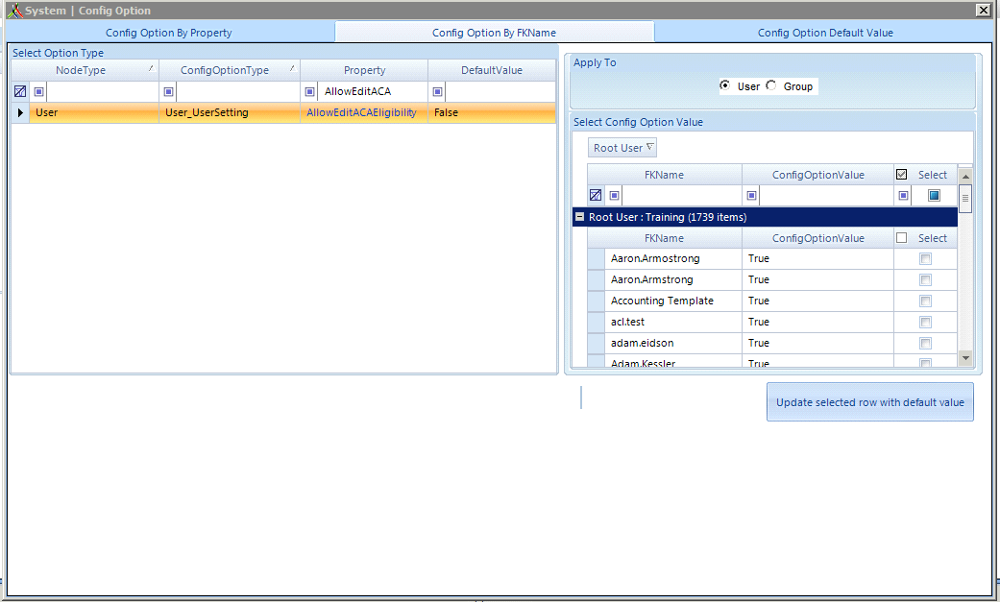 System | Config Option
Config Option By Property
Config Option By FKName
Config Option Default Value
Select Option Type
NodeType ConfigOptionType Property DefaultValue
AllowEditACA
User User_UserSetting AllowEditACAEligibility False
Apply To
User Group
Select Config Option Value
Root User
FKName ConfigOptionValue Select
Root User : Training (1739 items)
FKName ConfigOptionValue Select
Aaron.Armostrong True
Aaron.Armstrong True
Accounting Template True
acl.test True
adam.eidson True
Adam.Kessler True
Update selected row with default value